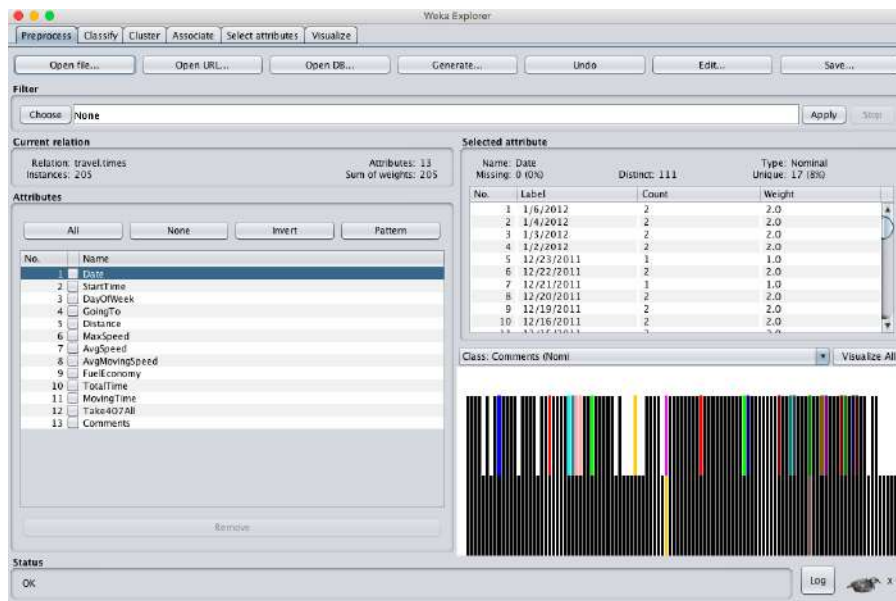 Weka Explorer
Preprocess Classify Cluster Associate Select attributes Visualize
Open file... Open URL... Open DB... Generate... Undo Edit... Save...
Filter
Choose None Apply Stop
Current relation
Relation: travel.times Attributes: 13
Instances: 205 Sum of weights: 205
Attributes
All None Invert Pattern
No. Name
1 Date
2 StartTime
3 DayOfWeek
4 GoingTo
5 Distance
6 MaxSpeed
7 AvgSpeed
8 AvgMovingSpeed
9 FuelEconomy
10 TotalTime
11 MovingTime
12 Take407All
13 Comments
Remove
Selected attribute
Name: Date Type: Nominal
Missing: 0 (0%) Distinct: 111 Unique: 17 (8%)
No. Label Count Weight
1 1/6/2012 2 2.0
2 1/4/2012 2 2.0
3 1/3/2012 2 2.0
4 1/2/2012 2 2.0
5 12/23/2011 1 1.0
6 12/22/2011 2 2.0
7 12/21/2011 1 1.0
8 12/20/2011 2 2.0
9 12/19/2011 2 2.0
10 12/16/2011 2 2.0
Class: Comments (Nomi Visualize All
Status
OK Log x